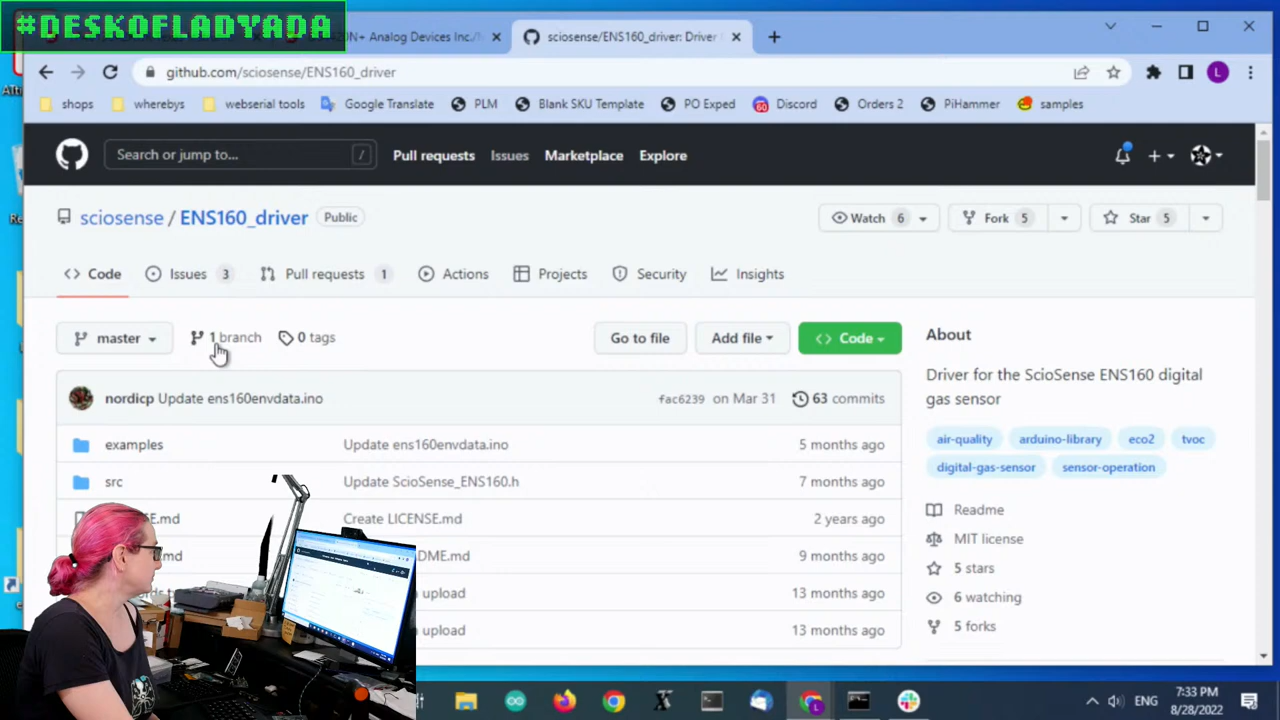 #DESKOFLADYADA
20N+ Analog Devices Inc./
sciosense/ENS160_driver: Driver
github.com/sciosense/ENS160_driver
L
shops
wherebys
webserial tools
Google Translate
PLM
Blank SKU Template
PO Exped
60
Discord
Orders 2
PiHammer
samples
Search or jump to...
/
Pull requests
Issues
Marketplace
Explore
sciosense / ENS160_driver
Public
Watch 6
Fork 5
Star 5
Code
Issues 3
Pull requests 1
Actions
Projects
Security
Insights
master
1 branch
0 tags
Go to file
Add file
Code
About
Driver for the ScioSense ENS160 digital
gas sensor
nordicp Update ens160envdata.ino
fac6239 on Mar 31
63 commits
examples
Update ens160envdata.ino
5 months ago
air-quality
arduino-library
eco2
tvoc
digital-gas-sensor
sensor-operation
src
Update ScioSense_ENS160.h
7 months ago
E.md
Create LICENSE.md
2 years ago
Readme
MIT license
md
DME.md
9 months ago
5 stars
upload
13 months ago
6 watching
upload
13 months ago
5 forks
ENG
7:33 PM
8/28/2022